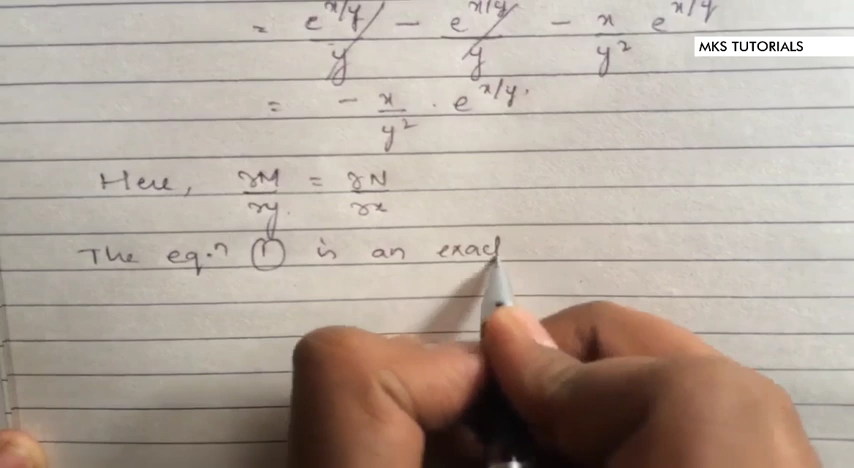 = e^x/y / y - e^x/y / y - x / y² e^x/y
MKS TUTORIALS
= - x / y² . e^x/y.
Here, ∂M / ∂y. = ∂N / ∂x
The eq.n ① is an exact